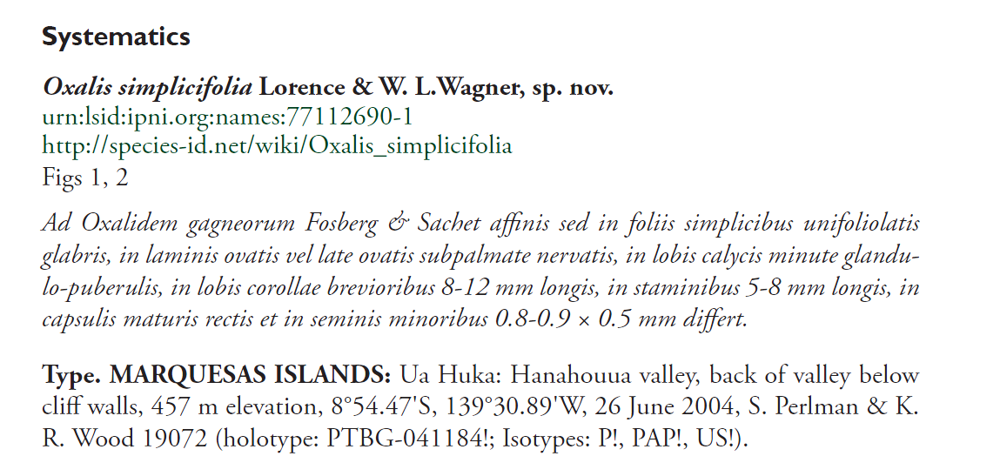 Systematics
Oxalis simplicifolia Lorence & W. L.Wagner, sp. nov.
urn:lsid:ipni.org:names:77112690-1
http://species-id.net/wiki/Oxalis_simplicifolia
Figs 1, 2
Ad Oxalidem gagneorum Fosberg & Sachet affinis sed in foliis simplicibus unifoliolatis
glabris, in laminis ovatis vel late ovatis subpalmate nervatis, in lobis calycis minute glandu-
lo-puberulis, in lobis corollae brevioribus 8-12 mm longis, in staminibus 5-8 mm longis, in
capsulis maturis rectis et in seminis minoribus 0.8-0.9 × 0.5 mm differt.
Type. MARQUESAS ISLANDS: Ua Huka: Hanahouua valley, back of valley below
cliff walls, 457 m elevation, 8°54.47'S, 139°30.89'W, 26 June 2004, S. Perlman & K.
R. Wood 19072 (holotype: PTBG-041184!; Isotypes: P!, PAP!, US!).